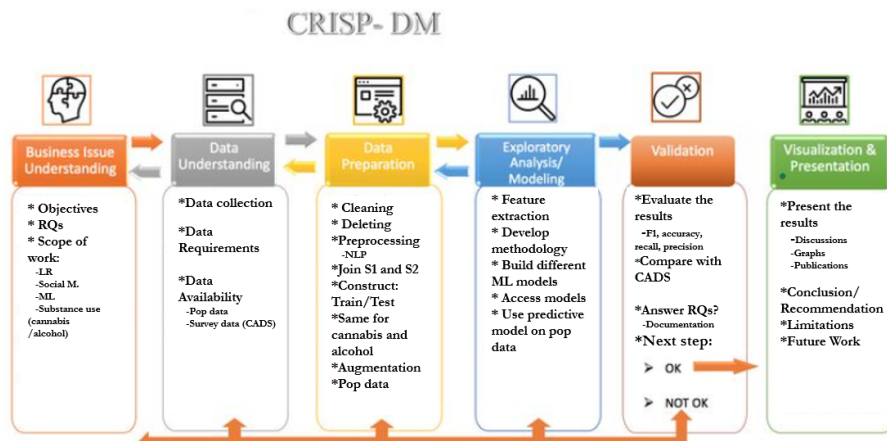 CRISP- DM
Business Issue
Understanding
* Objectives
* RQs
* Scope of
work:
-LR
-Social M.
-ML
-Substance use
(cannabis
/alcohol)
Data
Understanding
*Data collection
*Data
Requirements
*Data
Availability
-Pop data
-Survey data (CADS)
Data
Preparation
* Cleaning
* Deleting
*Preprocessing
-NLP
*Join S1 and S2
*Construct:
Train/Test
*Same for
cannabis and
alcohol
*Augmentation
*Pop data
Exploratory
Analysis/
Modeling
* Feature
extraction
* Develop
methodology
* Build different
ML models
* Access models
* Use predictive
model on pop
data
Validation
*Evaluate the
results
-F1, accuracy,
recall, precision
*Compare with
CADS
*Answer RQs?
-Documentation
*Next step:
➢ OK
➢ NOT OK
Visualization &
Presentation
*Present the
results
-Discussions
-Graphs
-Publications
*Conclusion/
Recommendation
*Limitations
*Future Work